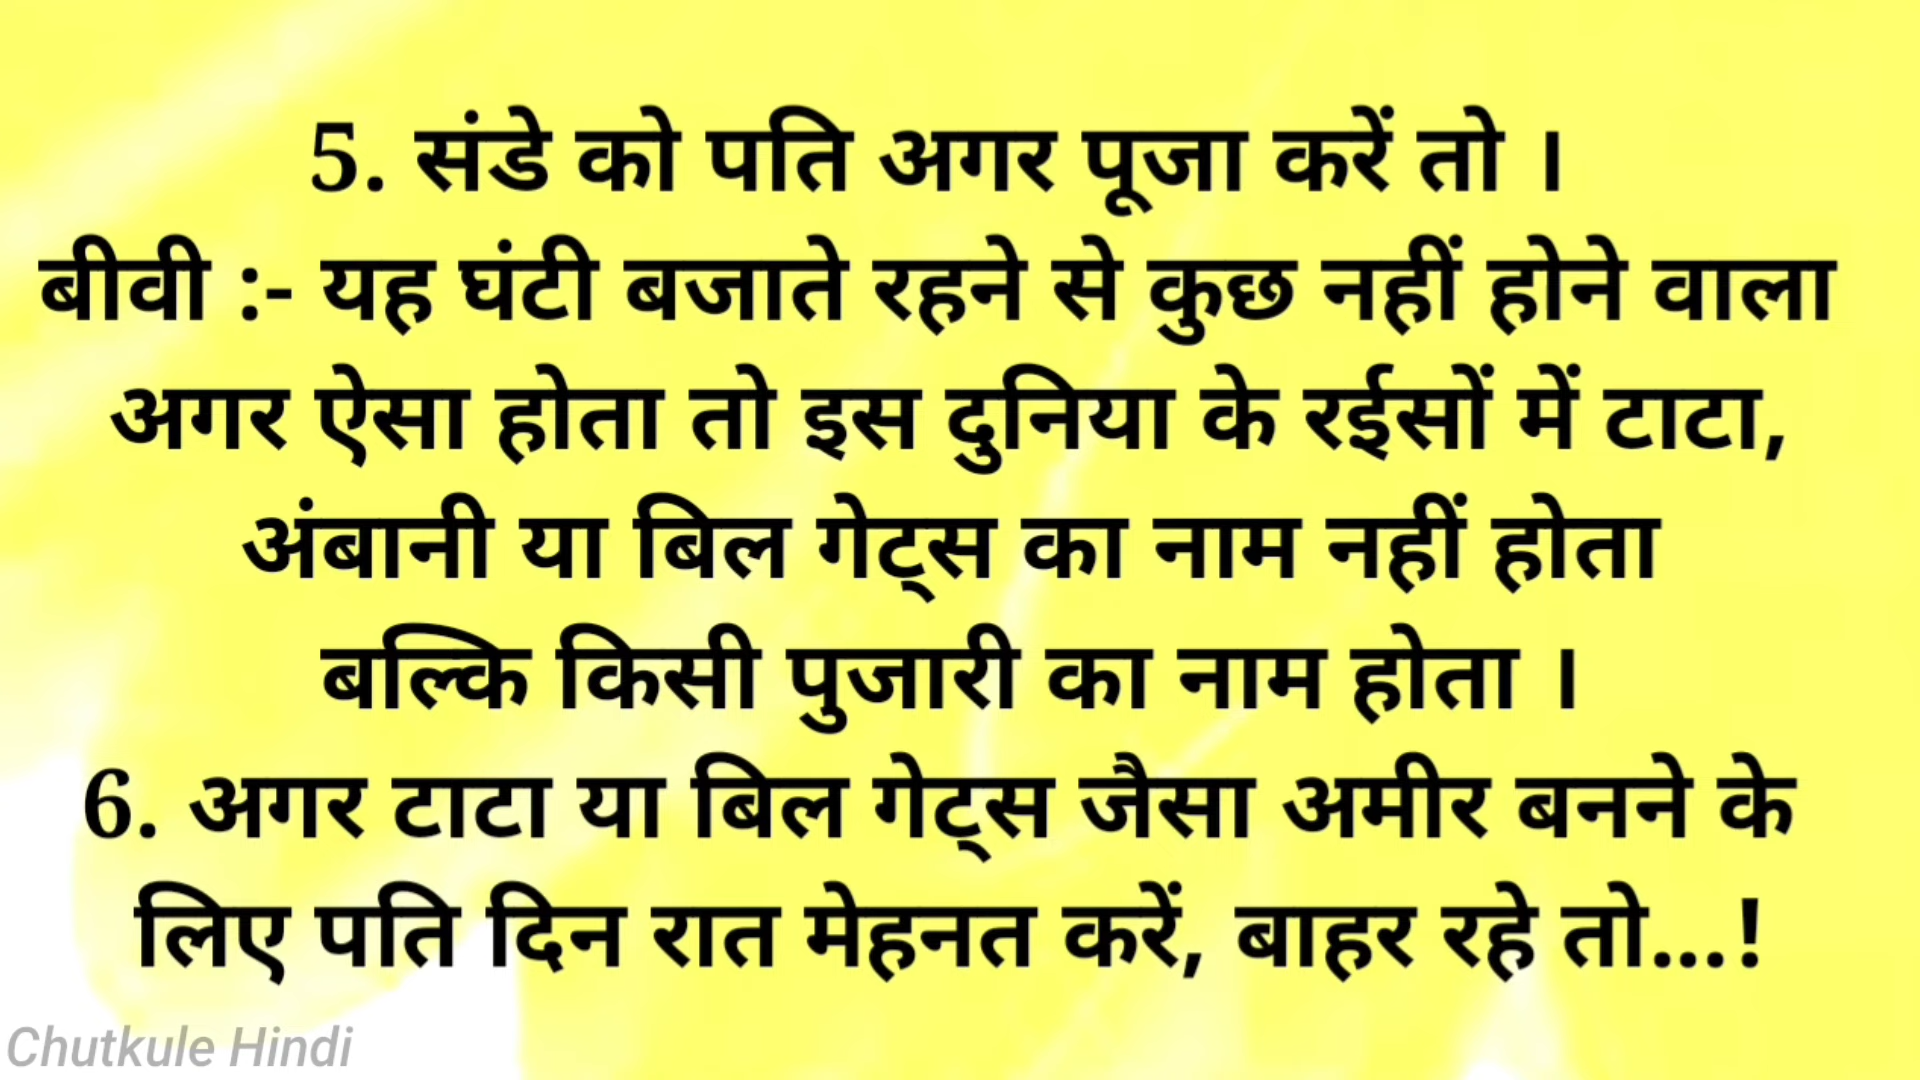 5. संडे को पति अगर पूजा करें तो ।
बीवी :- यह घंटी बजाते रहने से कुछ नहीं होने वाला
अगर ऐसा होता तो इस दुनिया के रईसों में टाटा,
अंबानी या बिल गेट्स का नाम नहीं होता
बल्कि किसी पुजारी का नाम होता ।
6. अगर टाटा या बिल गेट्स जैसा अमीर बनने के
लिए पति दिन रात मेहनत करें, बाहर रहे तो...!
Chutkule Hindi